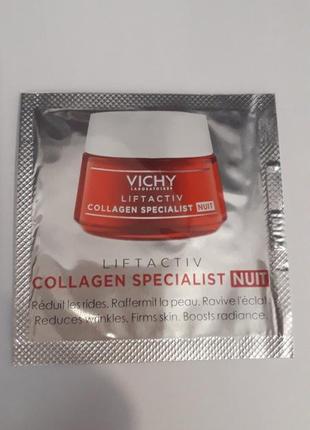 VICHY
LABORATOIRES
LIFTACTIV
COLLAGEN SPECIALIST NUIT
LIFTACTIV
COLLAGEN SPECIALIST NUIT
Réduit les rides. Raffermit la peau. Ravive l'éclat.
Reduces wrinkles. Firms skin. Boosts radiance.